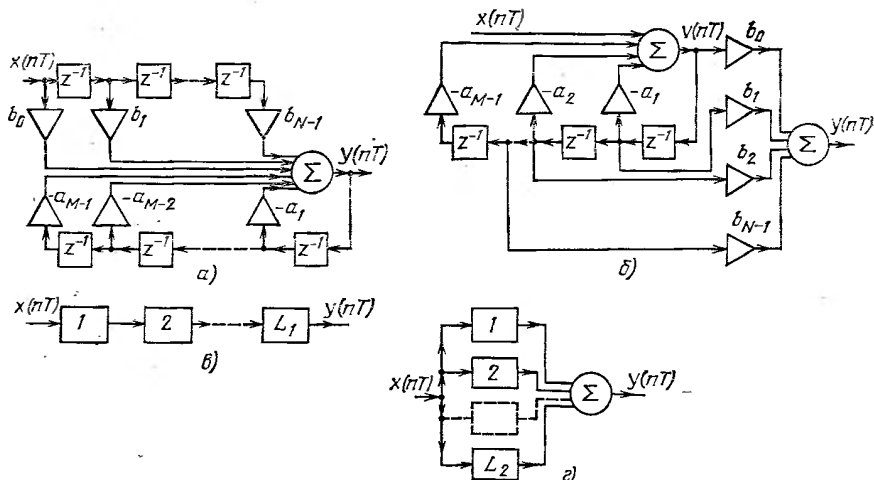 x(nT)
z⁻¹ z⁻¹ z⁻¹
b₀ b₁ b_{N-1}
Σ y(nT)
-a_{M-1} -a_{M-2} -a₁
z⁻¹ z⁻¹ z⁻¹
а)
x(nT)
Σ v(nT) b₀
-a_{M-1} -a₂ -a₁ b₁
z⁻¹ z⁻¹ z⁻¹ Σ y(nT)
b₂
b_{N-1}
б)
x(nT) 1 2 L₁ y(nT)
в)
1
x(nT) 2 Σ y(nT)
L₂
г)